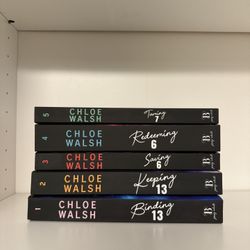 5 CHLOE WALSH Taming 7
4 CHLOE WALSH Redeeming 6
3 CHLOE WALSH Saving 6
2 CHLOE WALSH Keeping 13
1 CHLOE WALSH Binding 13